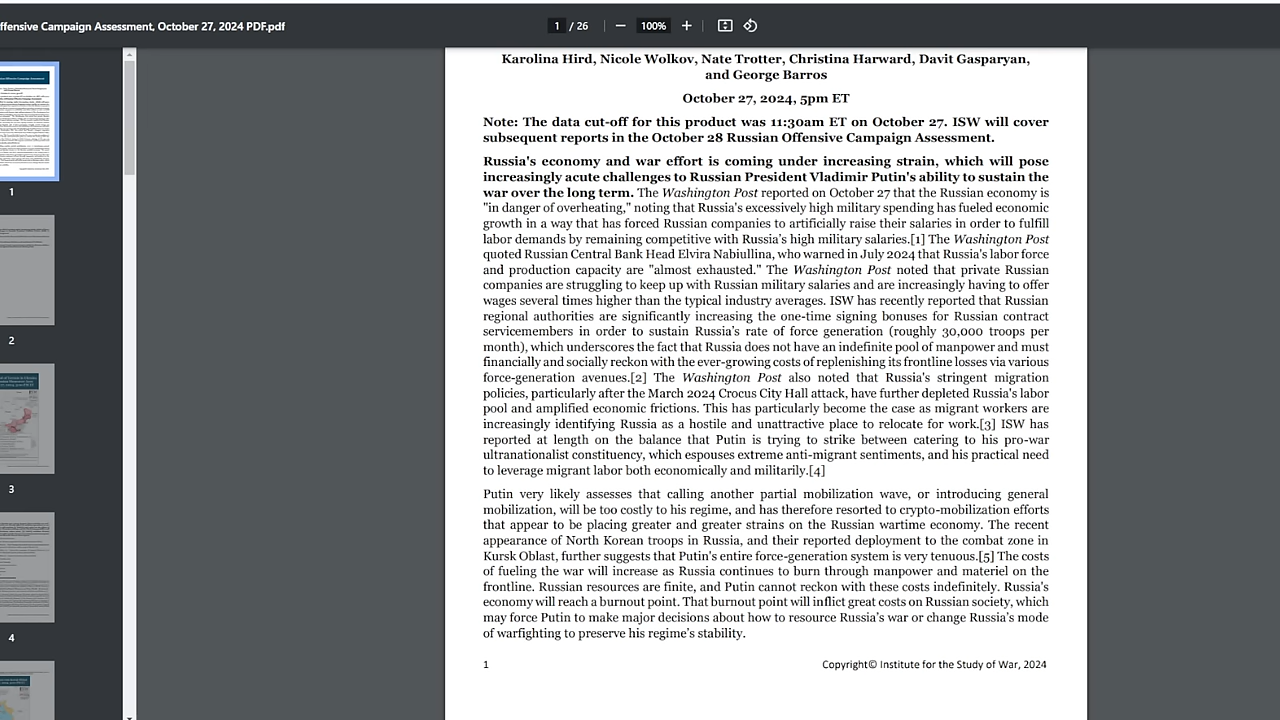 ffensive Campaign Assessment, October 27, 2024 PDF.pdf
1 / 26
100%
Karolina Hird, Nicole Wolkov, Nate Trotter, Christina Harward, Davit Gasparyan,
and George Barros
October 27, 2024, 5pm ET
Note: The data cut-off for this product was 11:30am ET on October 27. ISW will cover
subsequent reports in the October 28 Russian Offensive Campaign Assessment.
Russia's economy and war effort is coming under increasing strain, which will pose
increasingly acute challenges to Russian President Vladimir Putin's ability to sustain the
war over the long term. The Washington Post reported on October 27 that the Russian economy is
"in danger of overheating," noting that Russia's excessively high military spending has fueled economic
growth in a way that has forced Russian companies to artificially raise their salaries in order to fulfill
labor demands by remaining competitive with Russia's high military salaries.[1] The Washington Post
quoted Russian Central Bank Head Elvira Nabiullina, who warned in July 2024 that Russia's labor force
and production capacity are "almost exhausted." The Washington Post noted that private Russian
companies are struggling to keep up with Russian military salaries and are increasingly having to offer
wages several times higher than the typical industry averages. ISW has recently reported that Russian
regional authorities are significantly increasing the one-time signing bonuses for Russian contract
servicemembers in order to sustain Russia's rate of force generation (roughly 30,000 troops per
month), which underscores the fact that Russia does not have an indefinite pool of manpower and must
financially and socially reckon with the ever-growing costs of replenishing its frontline losses via various
force-generation avenues.[2] The Washington Post also noted that Russia's stringent migration
policies, particularly after the March 2024 Crocus City Hall attack, have further depleted Russia's labor
pool and amplified economic frictions. This has particularly become the case as migrant workers are
increasingly identifying Russia as a hostile and unattractive place to relocate for work.[3] ISW has
reported at length on the balance that Putin is trying to strike between catering to his pro-war
ultranationalist constituency, which espouses extreme anti-migrant sentiments, and his practical need
to leverage migrant labor both economically and militarily.[4]
Putin very likely assesses that calling another partial mobilization wave, or introducing general
mobilization, will be too costly to his regime, and has therefore resorted to crypto-mobilization efforts
that appear to be placing greater and greater strains on the Russian wartime economy. The recent
appearance of North Korean troops in Russia, and their reported deployment to the combat zone in
Kursk Oblast, further suggests that Putin's entire force-generation system is very tenuous.[5] The costs
of fueling the war will increase as Russia continues to burn through manpower and materiel on the
frontline. Russian resources are finite, and Putin cannot reckon with these costs indefinitely. Russia's
economy will reach a burnout point. That burnout point will inflict great costs on Russian society, which
may force Putin to make major decisions about how to resource Russia's war or change Russia's mode
of warfighting to preserve his regime's stability.
1 Copyright© Institute for the Study of War, 2024
1
2
3
4